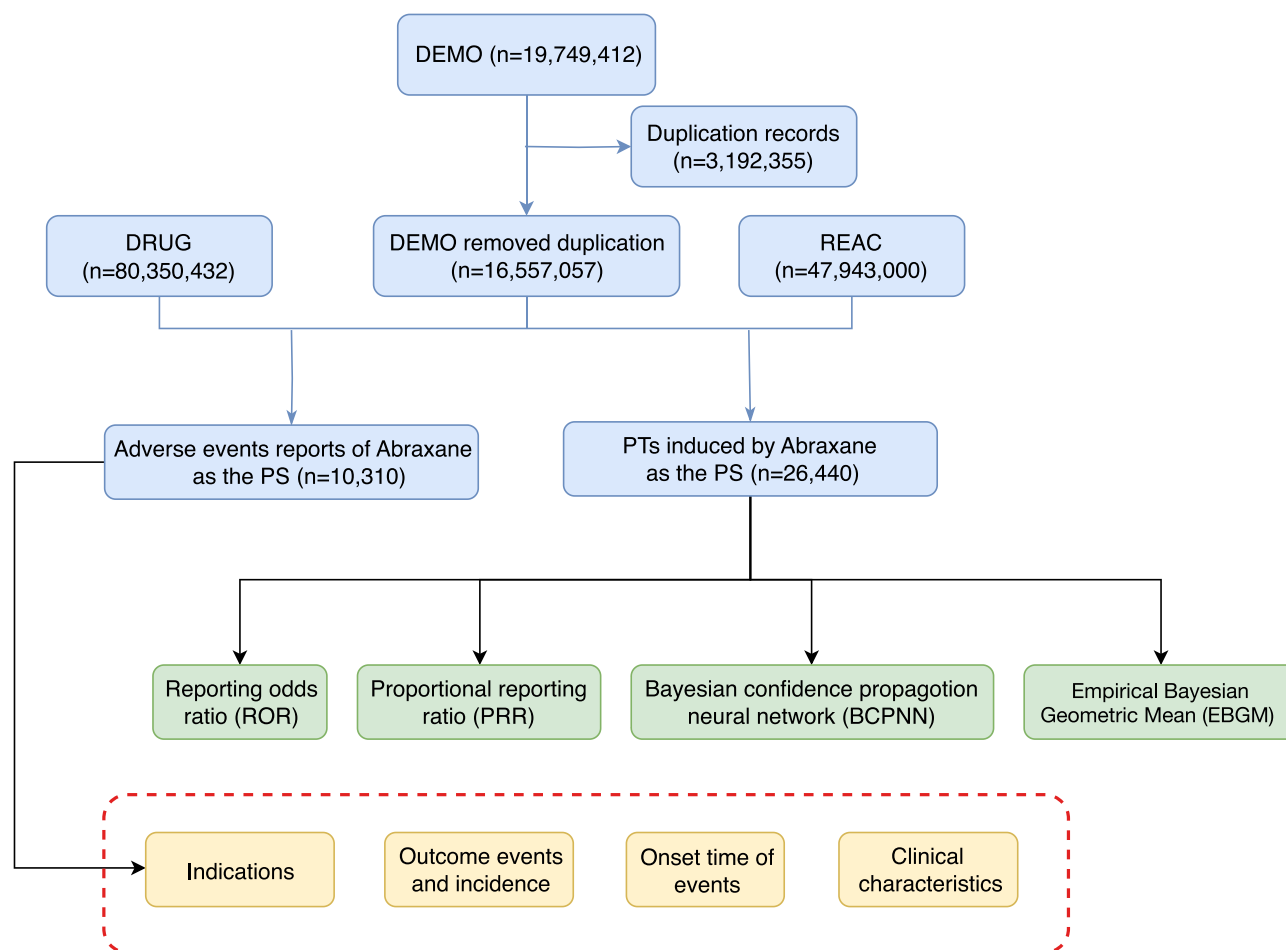 DEMO (n=19,749,412)
Duplication records
(n=3,192,355)
DRUG
(n=80,350,432)
DEMO removed duplication
(n=16,557,057)
REAC
(n=47,943,000)
Adverse events reports of Abraxane
as the PS (n=10,310)
PTs induced by Abraxane
as the PS (n=26,440)
Reporting odds
ratio (ROR)
Proportional reporting
ratio (PRR)
Bayesian confidence propagotion
neural network (BCPNN)
Empirical Bayesian
Geometric Mean (EBGM)
Indications
Outcome events
and incidence
Onset time of
events
Clinical
characteristics